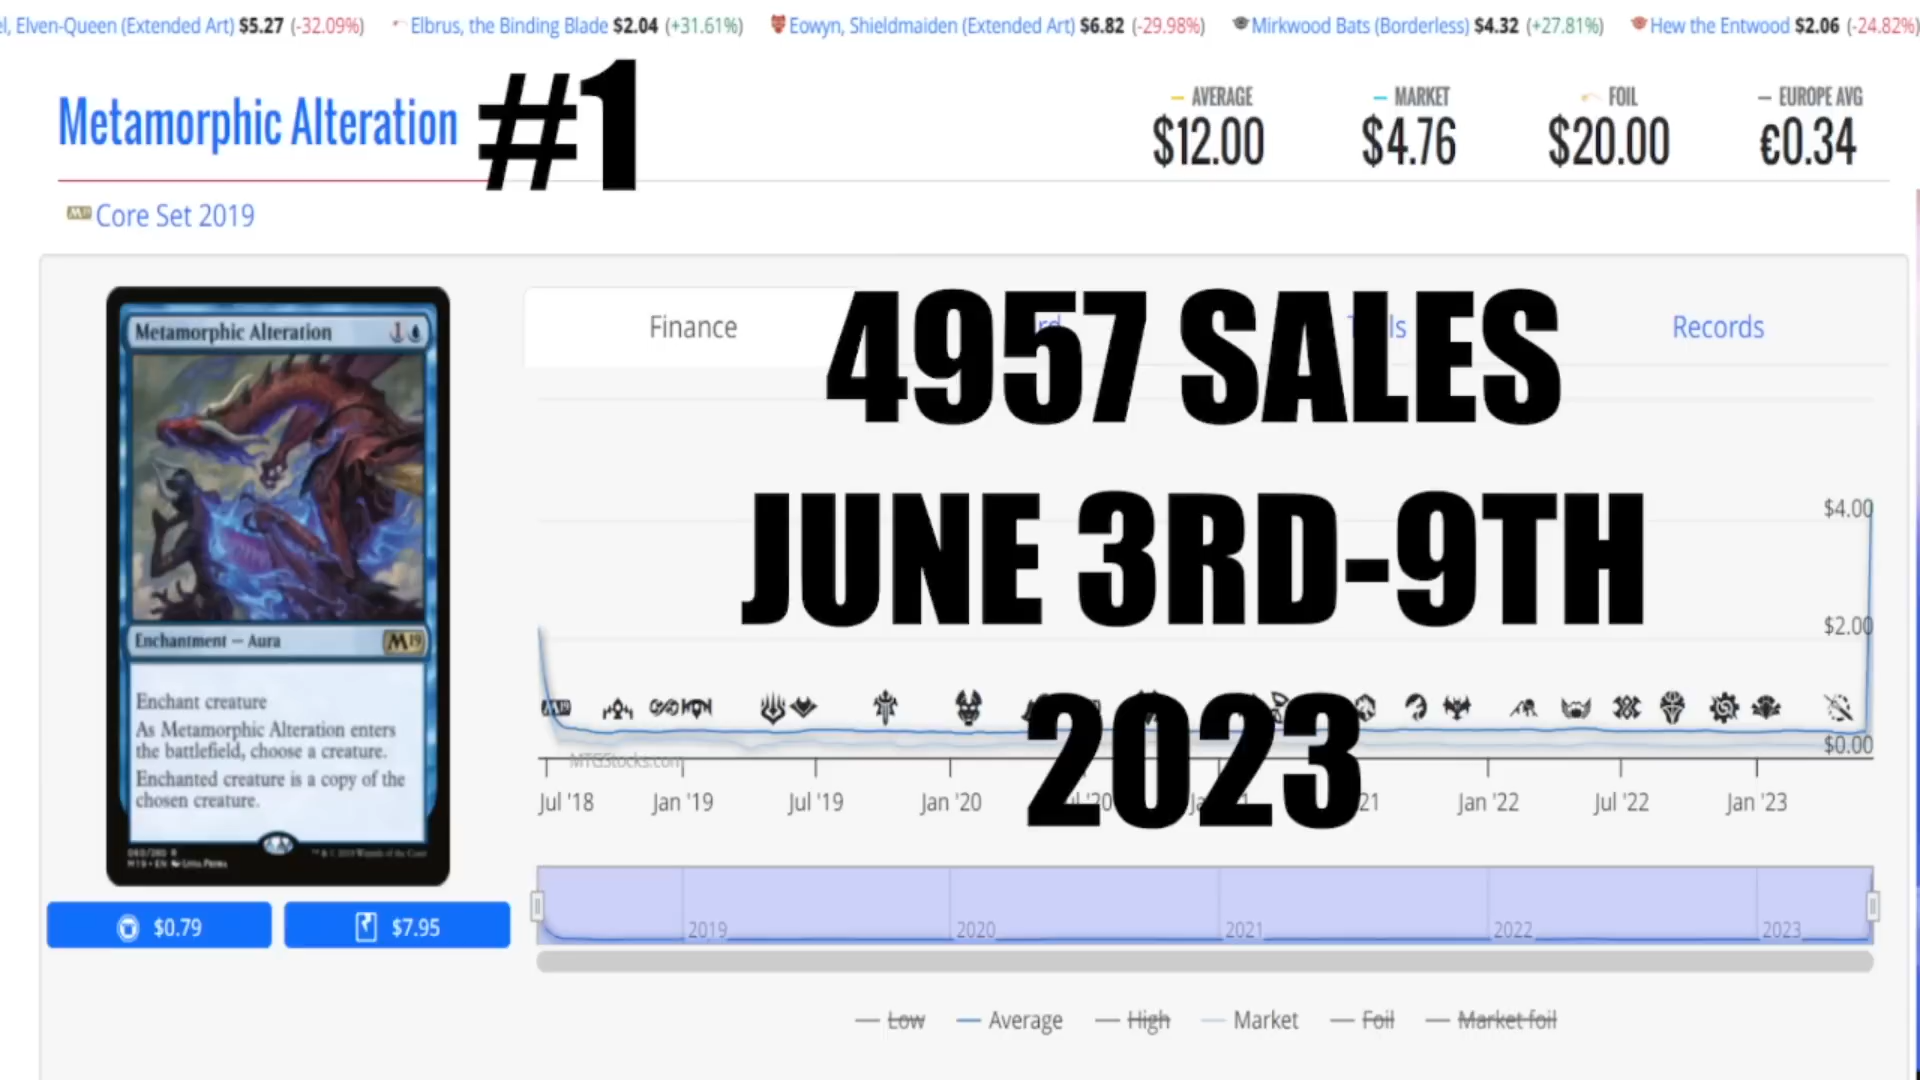 l, Elven-Queen (Extended Art) $5.27 (-32.09%) Elbrus, the Binding Blade $2.04 (+31.61%) Eowyn, Shieldmaiden (Extended Art) $6.82 (-29.98%) Mirkwood Bats (Borderless) $4.32 (+27.81%) Hew the Entwood $2.06 (-24.82%)
Metamorphic Alteration #1
AVERAGE MARKET FOIL EUROPE AVG
$12.00 $4.76 $20.00 €0.34
M19 Core Set 2019
Metamorphic Alteration 1
Enchantment — Aura M19
Enchant creature
As Metamorphic Alteration enters
the battlefield, choose a creature.
Enchanted creature is a copy of the
chosen creature.
$0.79 $7.95
Finance Records
4957 SALES
JUNE 3RD-9TH
2023
$4.00
$2.00
$0.00
MTGStocks.com
Jul '18 Jan '19 Jul '19 Jan '20 Jan '22 Jul '22 Jan '23
2019 2020 2021 2022 2023
Low Average High Market Foil Market foil